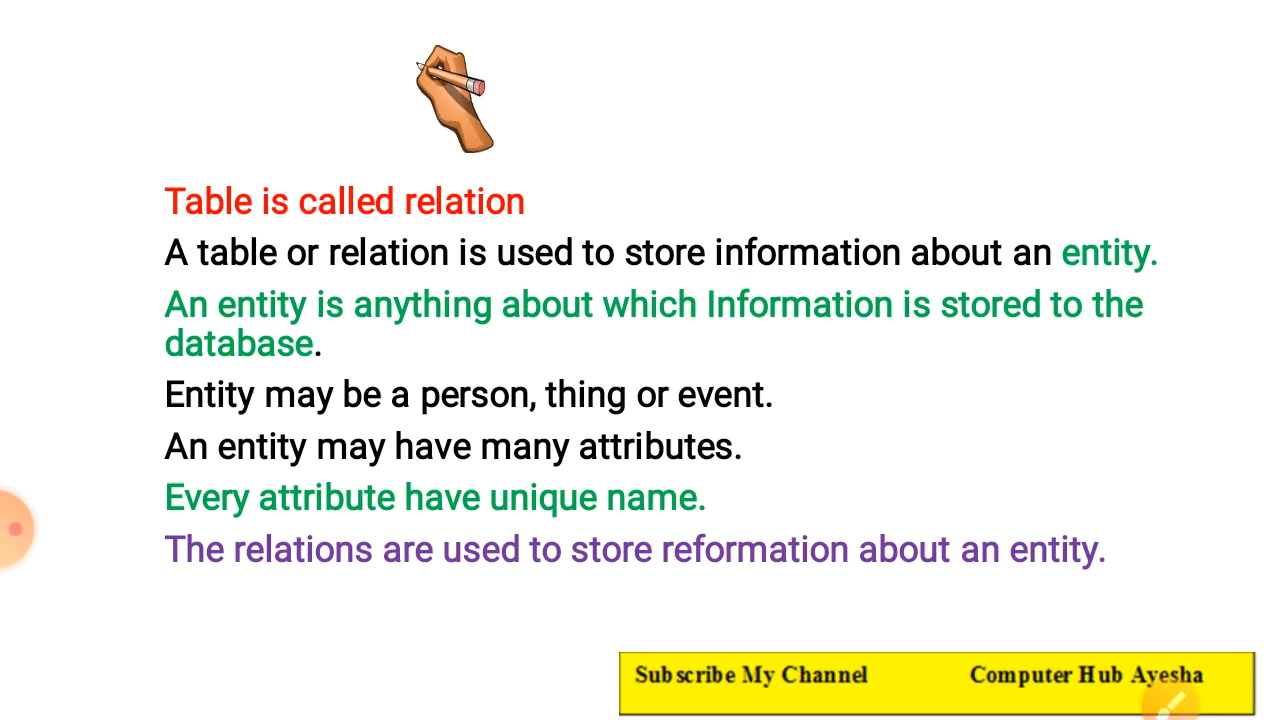 Table is called relation
A table or relation is used to store information about an entity.
An entity is anything about which Information is stored to the
database.
Entity may be a person, thing or event.
An entity may have many attributes.
Every attribute have unique name.
The relations are used to store reformation about an entity.
Subscribe My Channel Computer Hub Ayesha